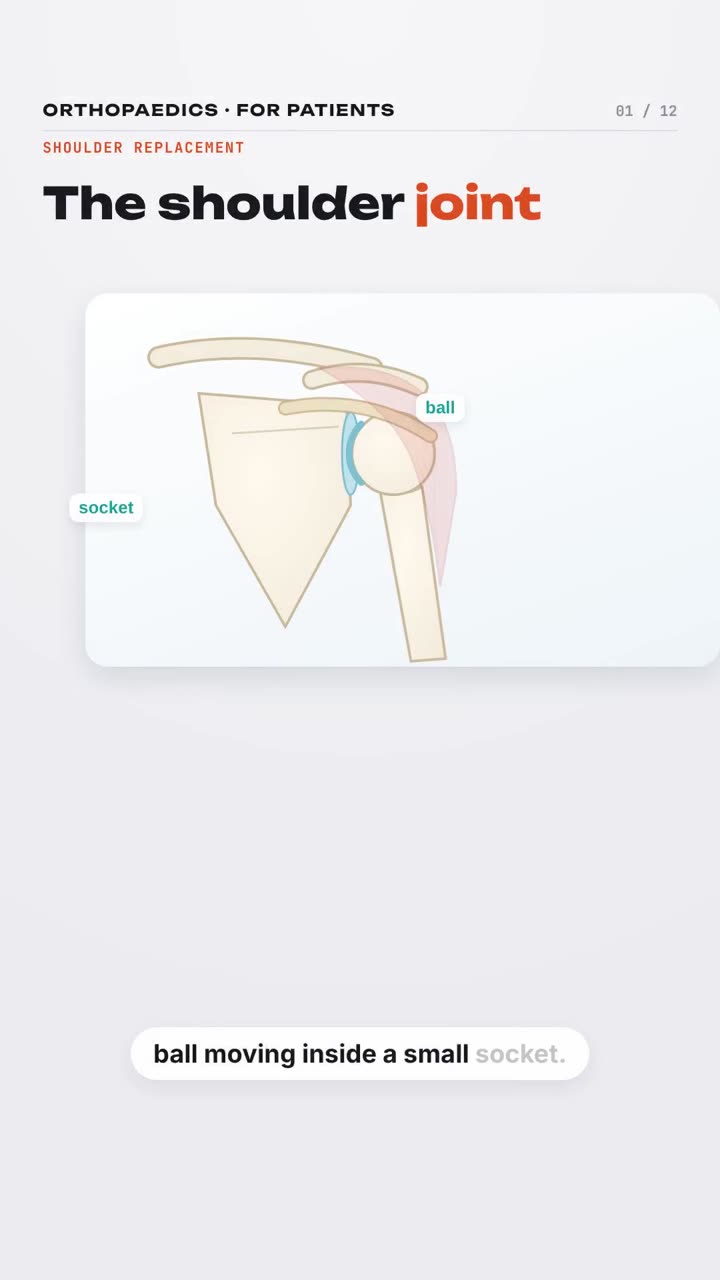 ORTHOPAEDICS · FOR PATIENTS
01 / 12
SHOULDER REPLACEMENT
The shoulder joint
ball
socket
ball moving inside a small socket.